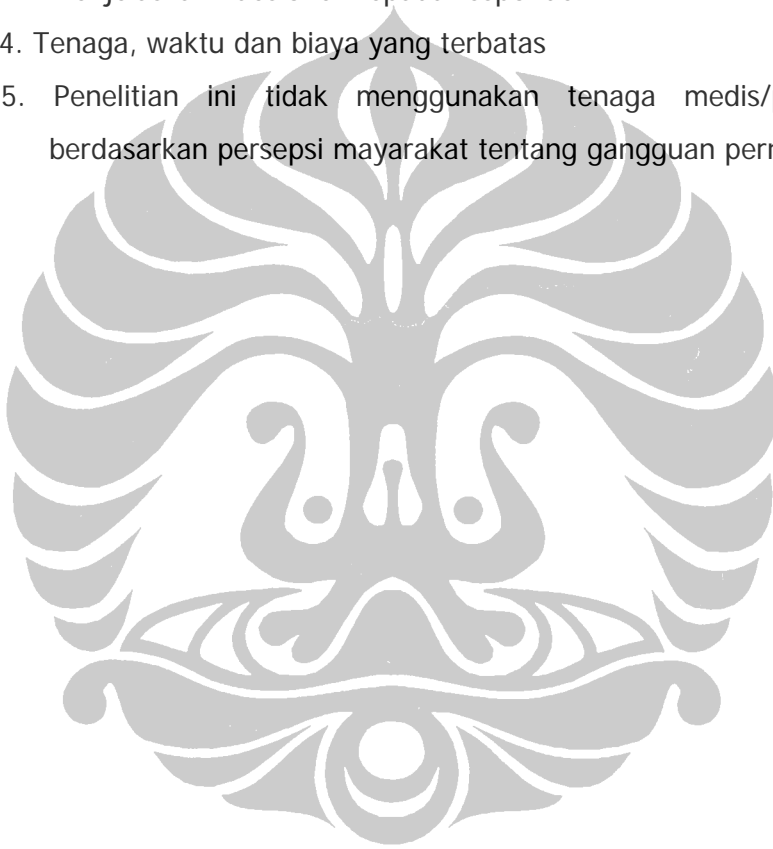 4. Tenaga, waktu dan biaya yang terbatas
5. Penelitian ini tidak menggunakan tenaga medis/
berdasarkan persepsi mayarakat tentang gangguan